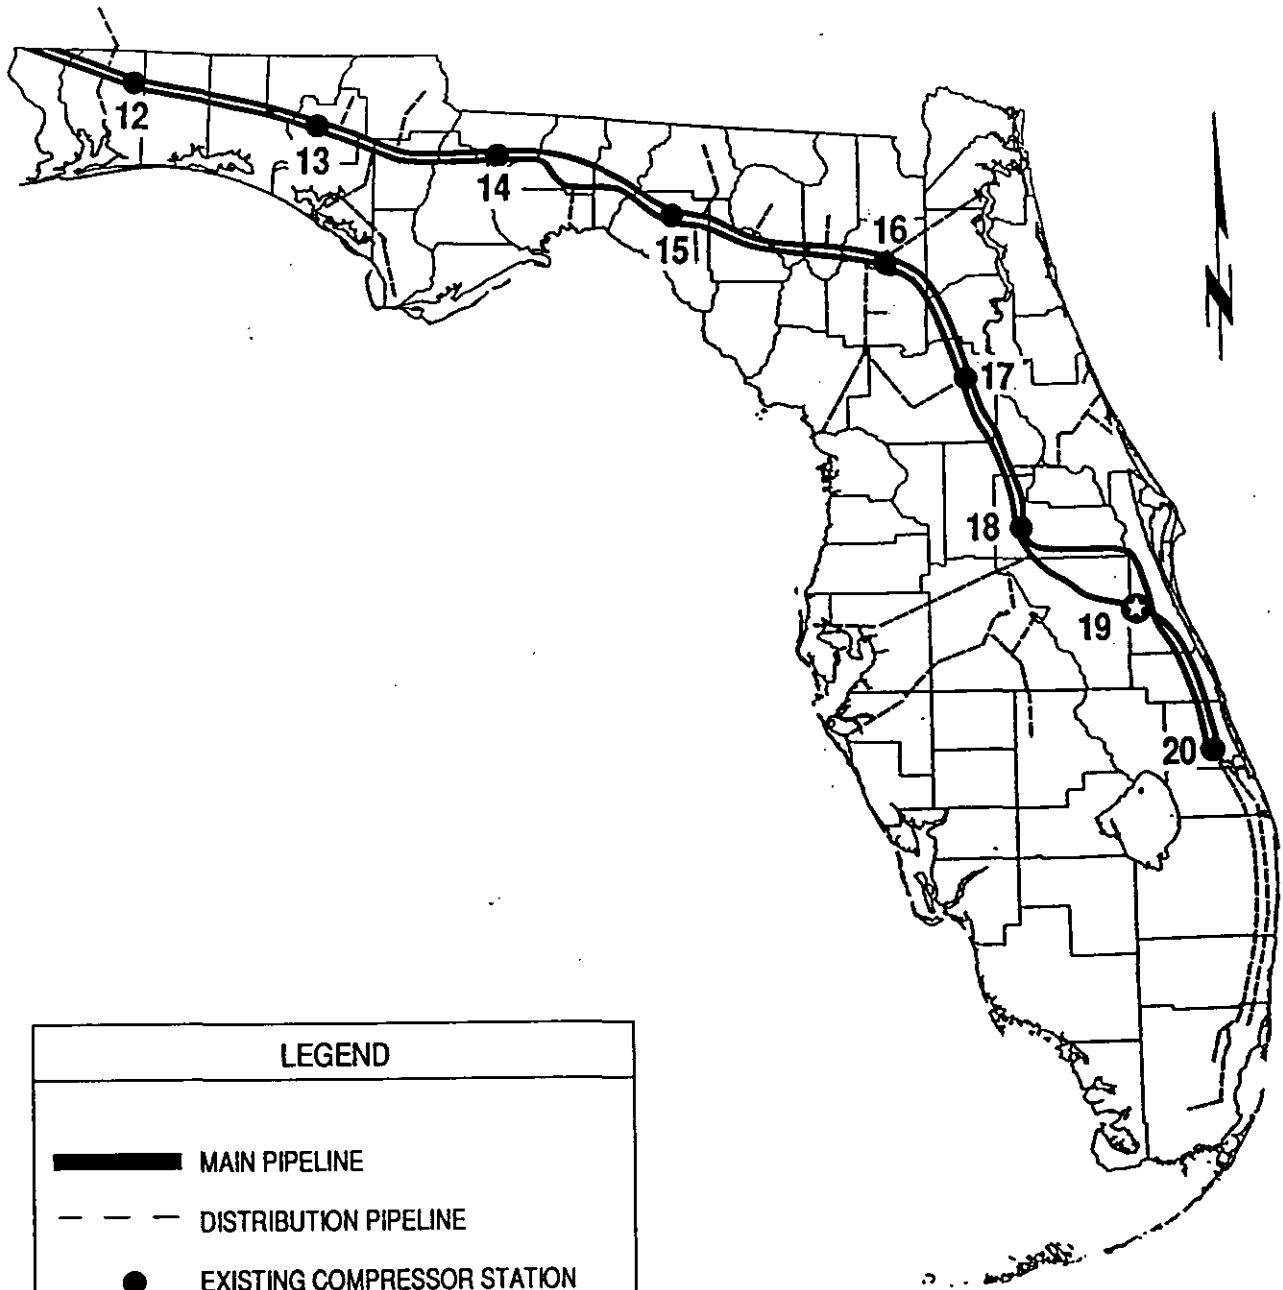 12
13
14
15
16
17
18
19
20
N
LEGEND
MAIN PIPELINE
DISTRIBUTION PIPELINE
EXISTING COMPRESSOR STATION